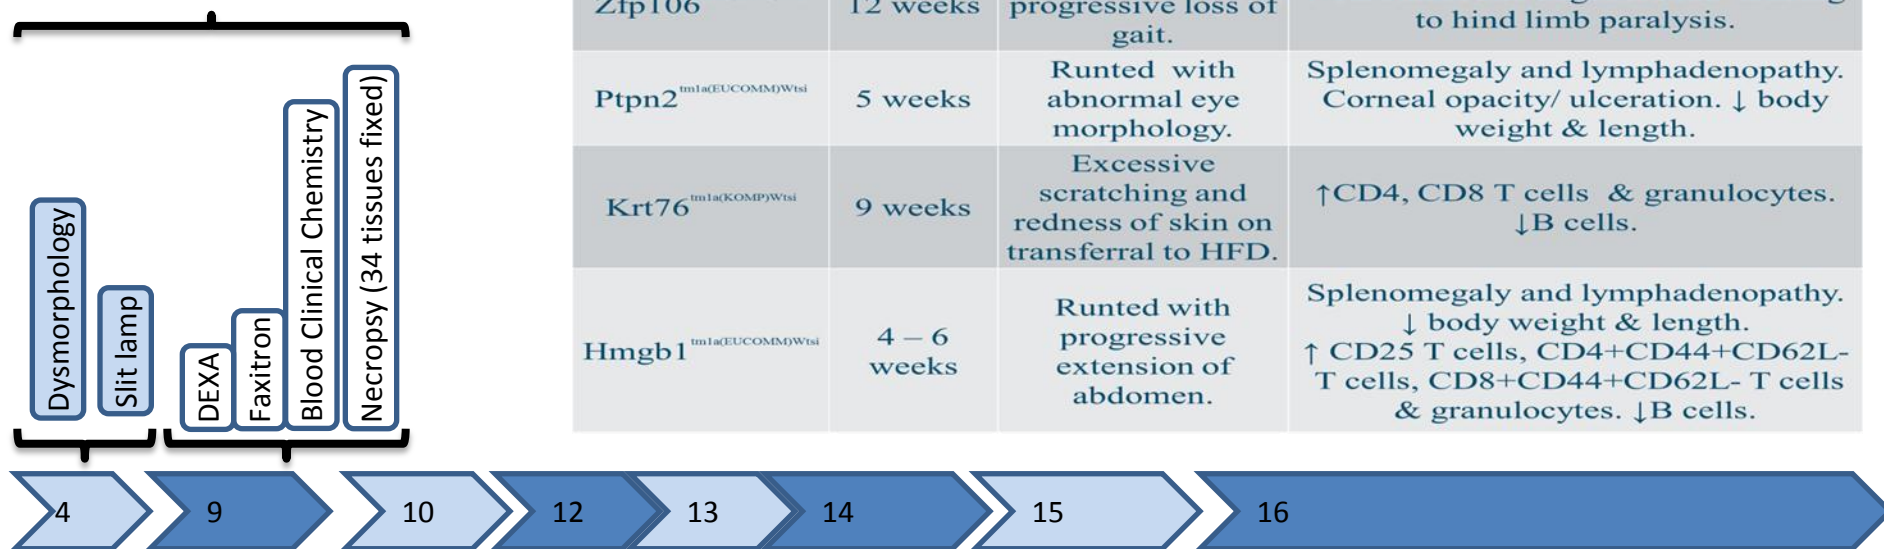 Dysmorphology
Slit lamp
DEXA
Faxitron
Blood Clinical Chemistry
Necropsy (34 tissues fixed)
Zfp106
12 weeks
progressive loss of
gait.
to hind limb paralysis.
Ptpn2tm1a(EUCOMM)Wtsi
5 weeks
Runted with
abnormal eye
morphology.
Splenomegaly and lymphadenopathy.
Corneal opacity/ ulceration. ↓ body
weight & length.
Krt76tm1a(KOMP)Wtsi
9 weeks
Excessive
scratching and
redness of skin on
transferral to HFD.
↑CD4, CD8 T cells & granulocytes.
↓B cells.
Hmgb1tm1a(EUCOMM)Wtsi
4 – 6
weeks
Runted with
progressive
extension of
abdomen.
Splenomegaly and lymphadenopathy.
↓ body weight & length.
↑ CD25 T cells, CD4+CD44+CD62L-
T cells, CD8+CD44+CD62L- T cells
& granulocytes. ↓B cells.
4
9
10
12
13
14
15
16